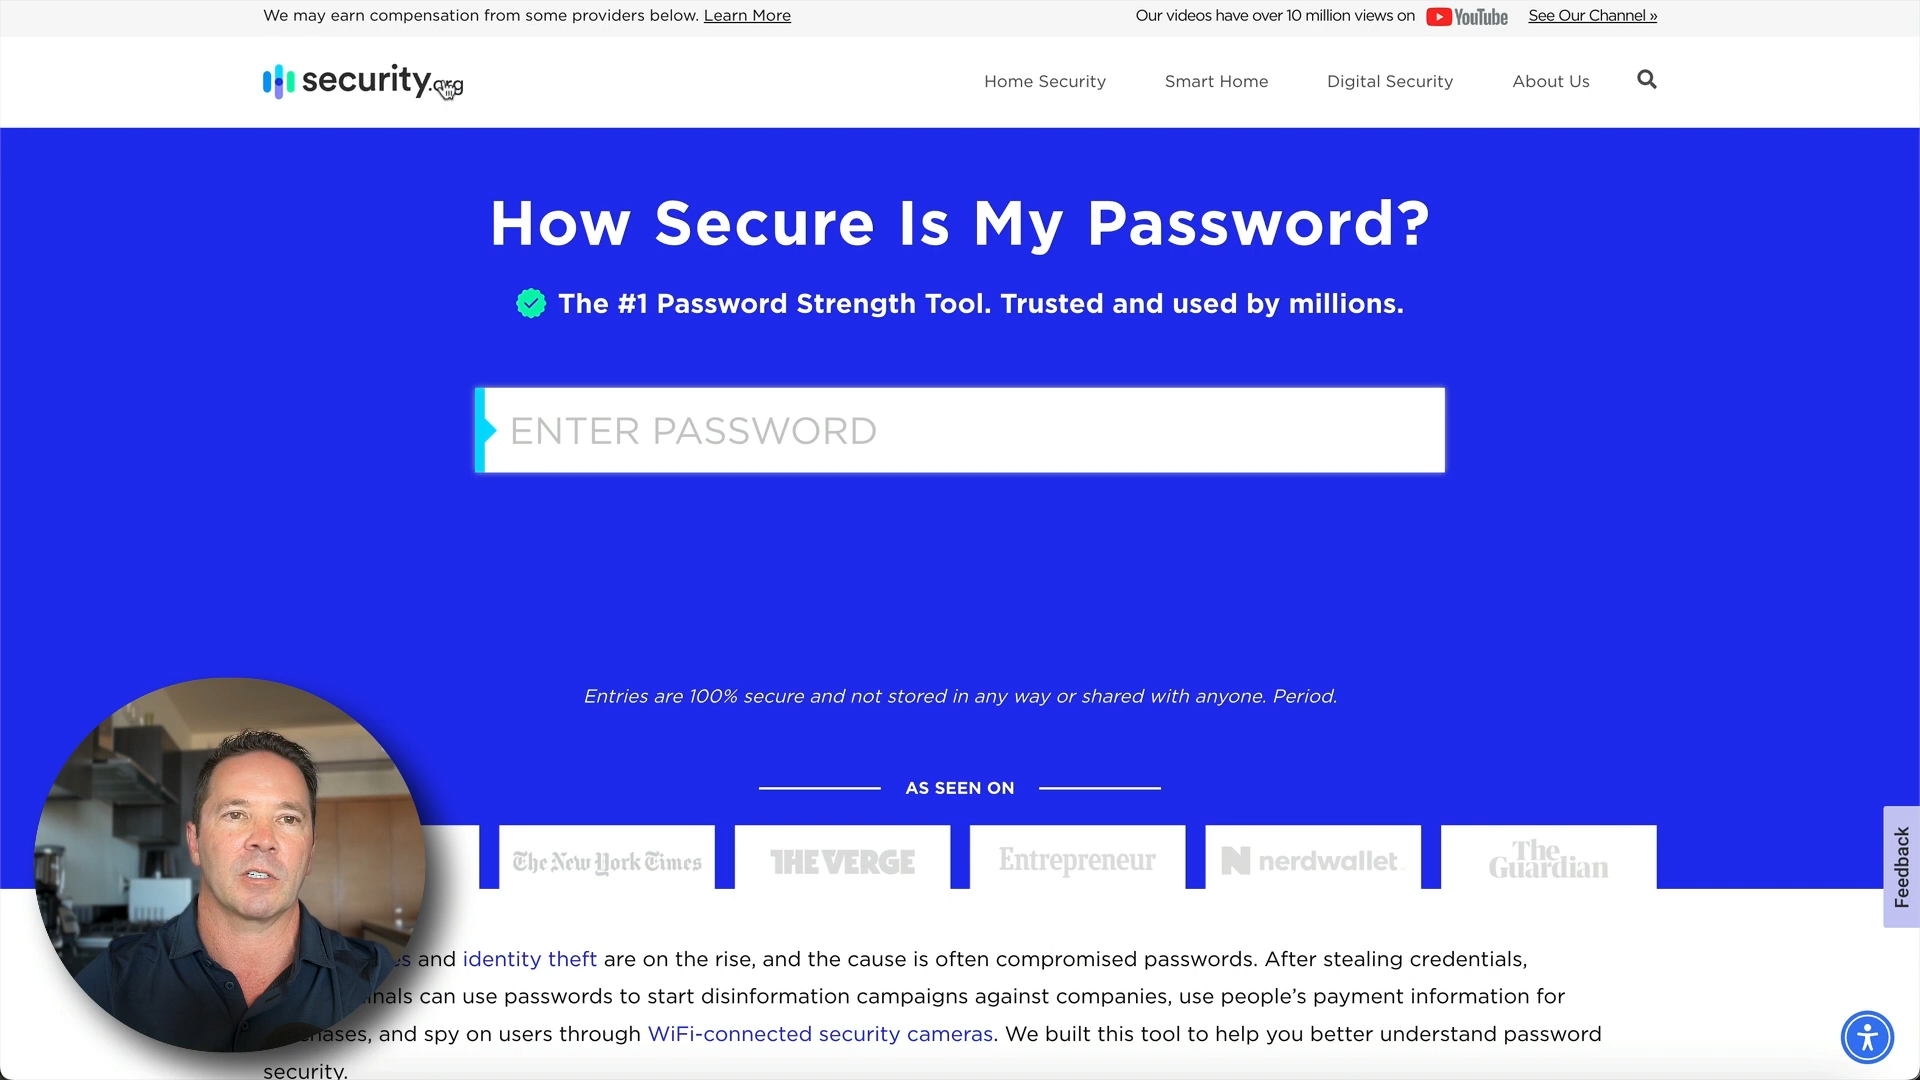 We may earn compensation from some providers below. Learn More
Our videos have over 10 million views on YouTube See Our Channel »
security.org
Home Security Smart Home Digital Security About Us
How Secure Is My Password?
The #1 Password Strength Tool. Trusted and used by millions.
ENTER PASSWORD
Entries are 100% secure and not stored in any way or shared with anyone. Period.
AS SEEN ON
The New York Times THE VERGE Entrepreneur N nerdwallet The Guardian
Feedback
and identity theft are on the rise, and the cause is often compromised passwords. After stealing credentials,
can use passwords to start disinformation campaigns against companies, use people’s payment information for
and spy on users through WiFi-connected security cameras. We built this tool to help you better understand password
security.